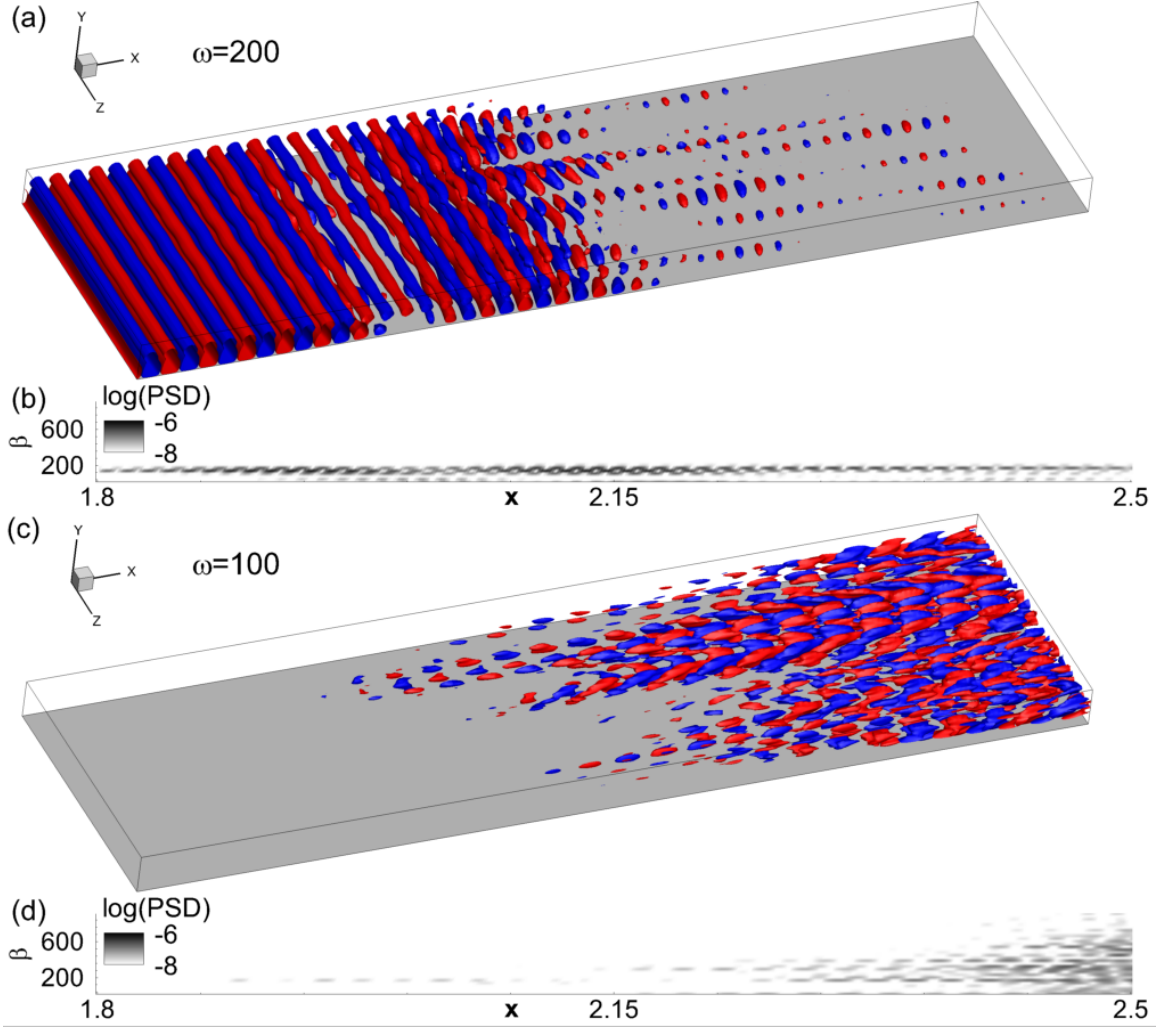 (a)
Y
X
Z
ω=200
(b)
log(PSD)
-6
-8
β
600
200
1.8
x
2.15
2.5
(c)
Y
X
Z
ω=100
(d)
log(PSD)
-6
-8
β
600
200
1.8
x
2.15
2.5